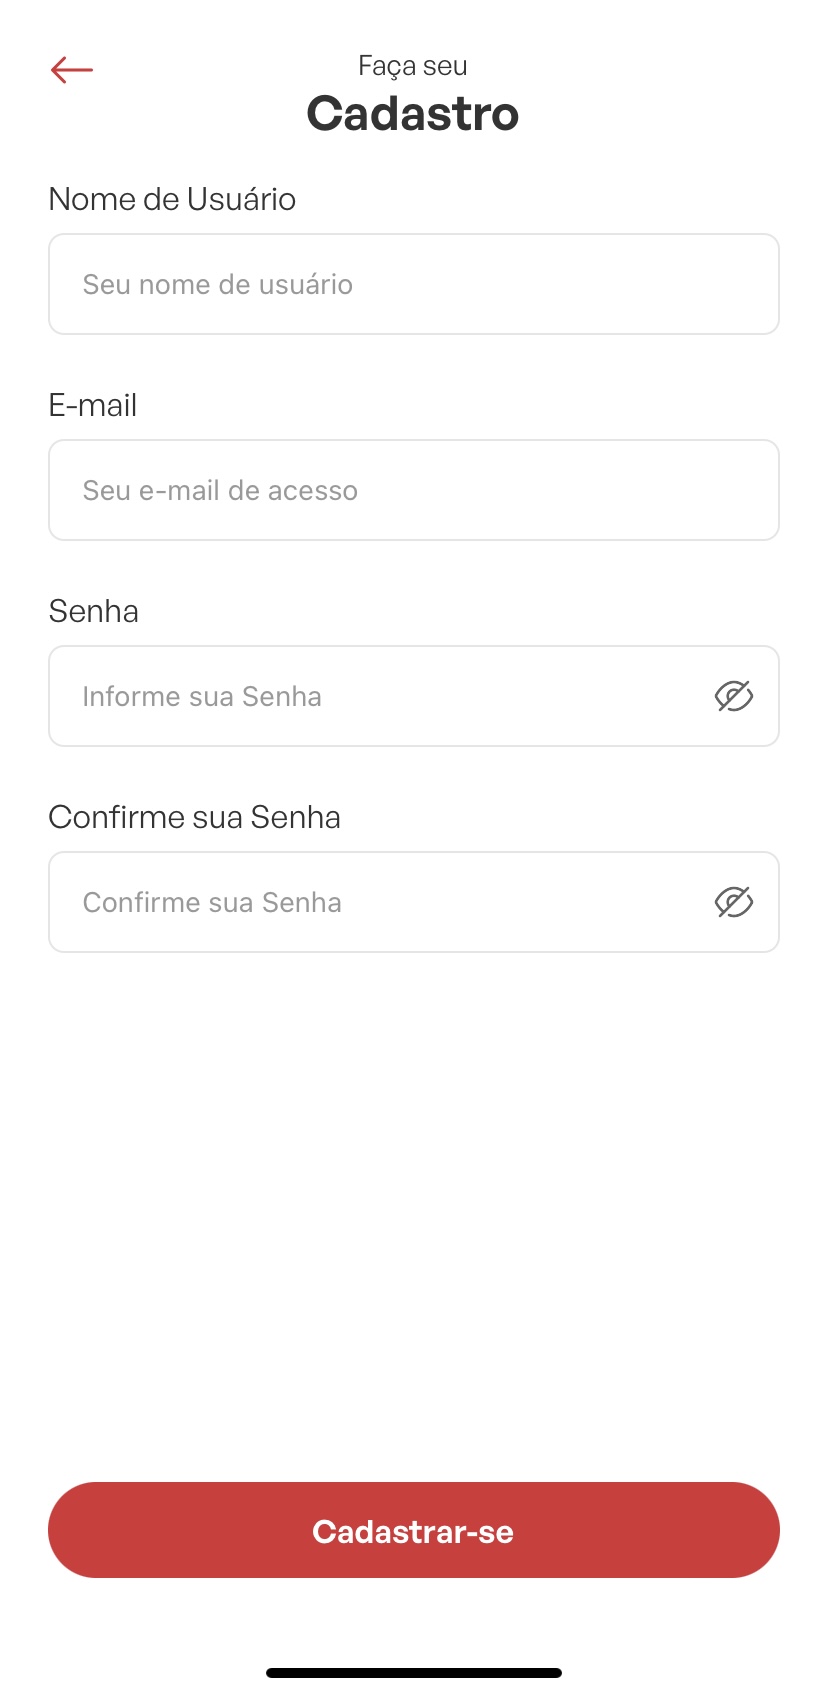 Faça seu
Cadastro
Nome de Usuário
Seu nome de usuário
E-mail
Seu e-mail de acesso
Senha
Informe sua Senha
Confirme sua Senha
Confirme sua Senha
Cadastrar-se